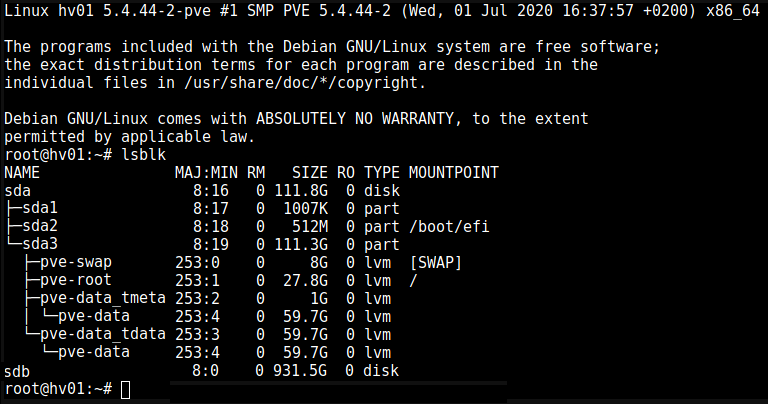 Linux hv01 5.4.44-2-pve #1 SMP PVE 5.4.44-2 (Wed, 01 Jul 2020 16:37:57 +0200) x86_64

The programs included with the Debian GNU/Linux system are free software;
the exact distribution terms for each program are described in the
individual files in /usr/share/doc/*/copyright.

Debian GNU/Linux comes with ABSOLUTELY NO WARRANTY, to the extent
permitted by applicable law.
root@hv01:~# lsblk
NAME               MAJ:MIN RM   SIZE RO TYPE MOUNTPOINT
sda                  8:16   0 111.8G  0 disk
├─sda1               8:17   0  1007K  0 part
├─sda2               8:18   0   512M  0 part /boot/efi
└─sda3               8:19   0 111.3G  0 part
  ├─pve-swap       253:0    0     8G  0 lvm  [SWAP]
  ├─pve-root       253:1    0  27.8G  0 lvm  /
  ├─pve-data_tmeta 253:2    0     1G  0 lvm
  │ └─pve-data     253:4    0  59.7G  0 lvm
  └─pve-data_tdata 253:3    0  59.7G  0 lvm
    └─pve-data     253:4    0  59.7G  0 lvm
sdb                  8:0    0 931.5G  0 disk
root@hv01:~#